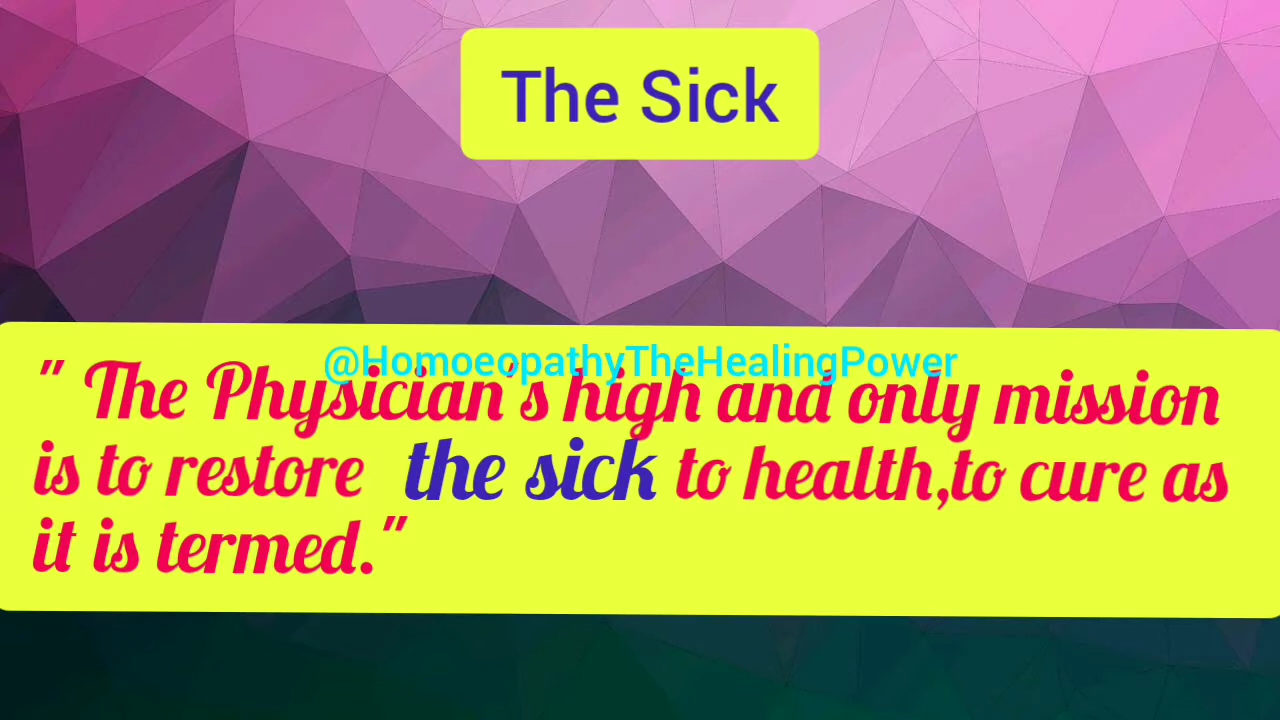 The Sick
@HomoeopathyTheHealingPower
" The Physician's high and only mission
is to restore the sick to health,to cure as
it is termed."